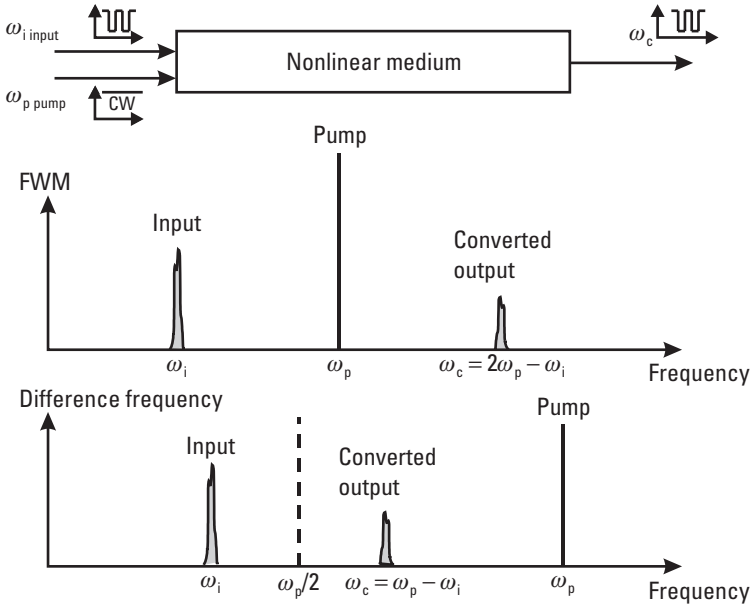 ω_i input
ω_p pump
CW
Nonlinear medium
ω_c
FWM
Pump
Input
Converted
output
ω_i
ω_p
ω_c = 2ω_p − ω_i
Frequency
Difference frequency
Pump
Input
Converted
output
ω_i
ω_p/2
ω_c = ω_p − ω_i
ω_p
Frequency